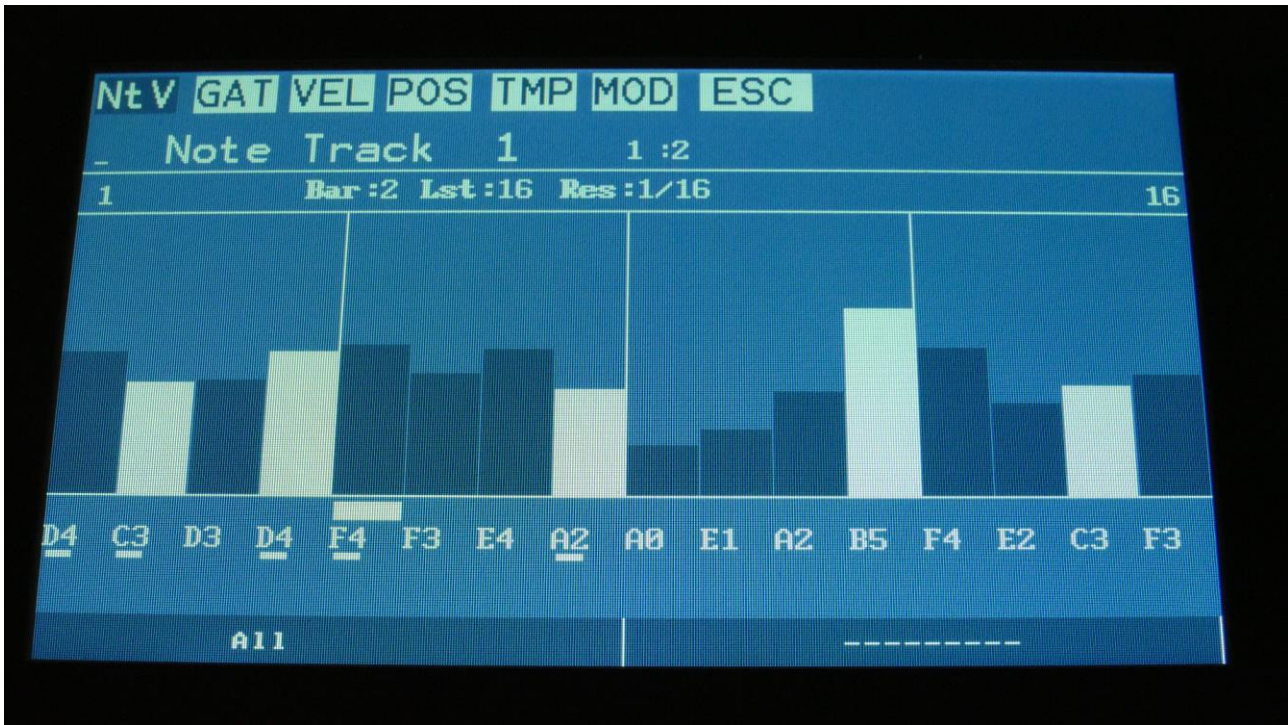 NtV GAT VEL POS TMP MOD ESC
_ Note Track 1 1 :2
1 Bar:2 Lst:16 Res:1/16 16
D4 C3 D3 D4 F4 F3 E4 A2 A0 E1 A2 B5 F4 E2 C3 F3
All ---------